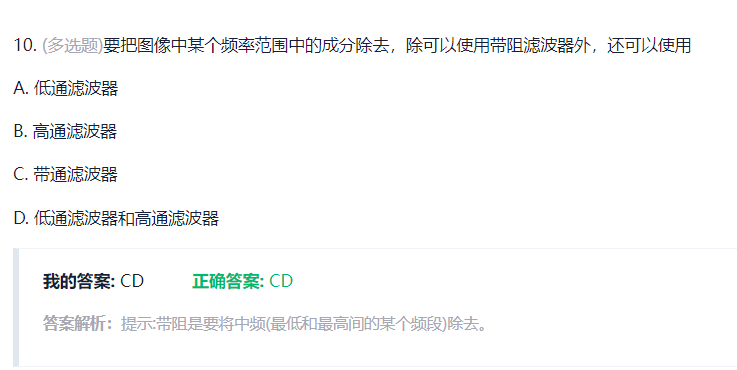 10. (多选题)要把图像中某个频率范围中的成分除去，除可以使用带阻滤波器外，还可以使用
A. 低通滤波器
B. 高通滤波器
C. 带通滤波器
D. 低通滤波器和高通滤波器
我的答案: CD 正确答案: CD
答案解析： 提示:带阻是要将中频(最低和最高间的某个频段)除去。